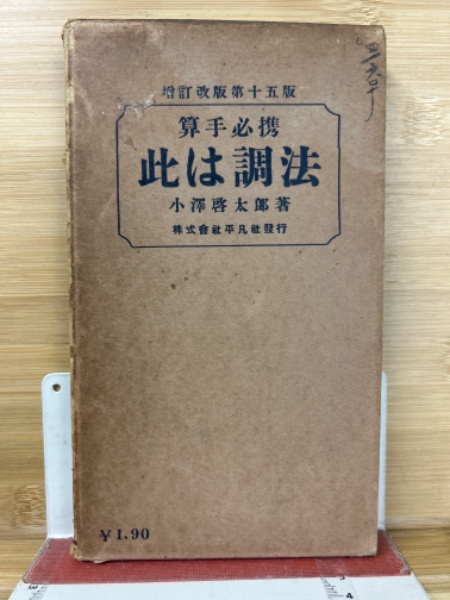 增訂改版第十五版
算手必携
此は調法
小澤啓太郎著
株式會社平凡社發行
¥1.90